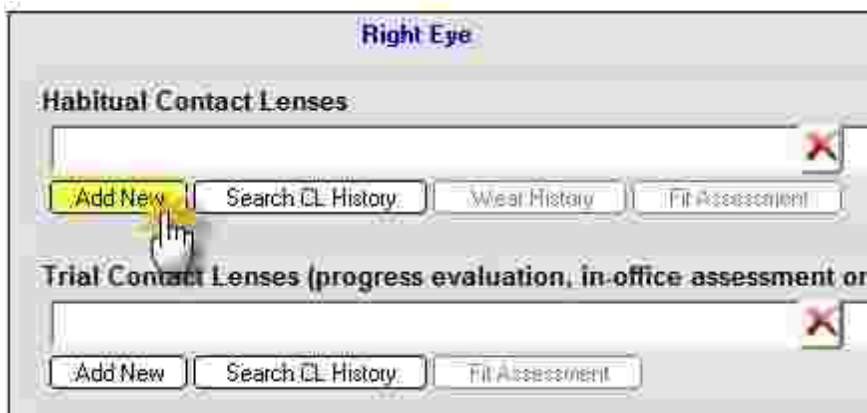 Right Eye
Habitual Contact Lenses
Add New Search CL History Wear History Fit Assessment
Trial Contact Lenses (progress evaluation, in-office assessment or
Add New Search CL History Fit Assessment